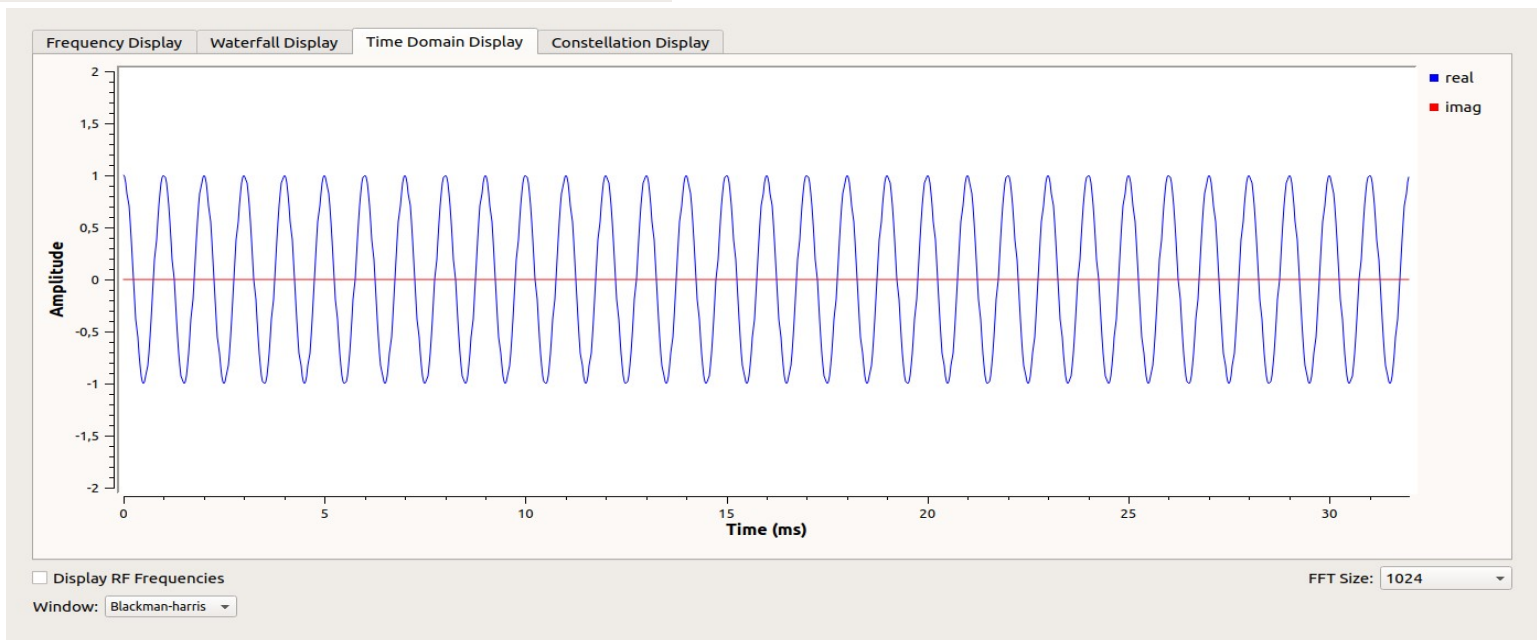 Frequency Display Waterfall Display Time Domain Display Constellation Display
2
1,5
1
0,5
0
-0,5
-1
-1,5
-2
Amplitude
0 5 10 15 20 25 30
Time (ms)
real
imag
Display RF Frequencies
FFT Size: 1024
Window: Blackman-harris